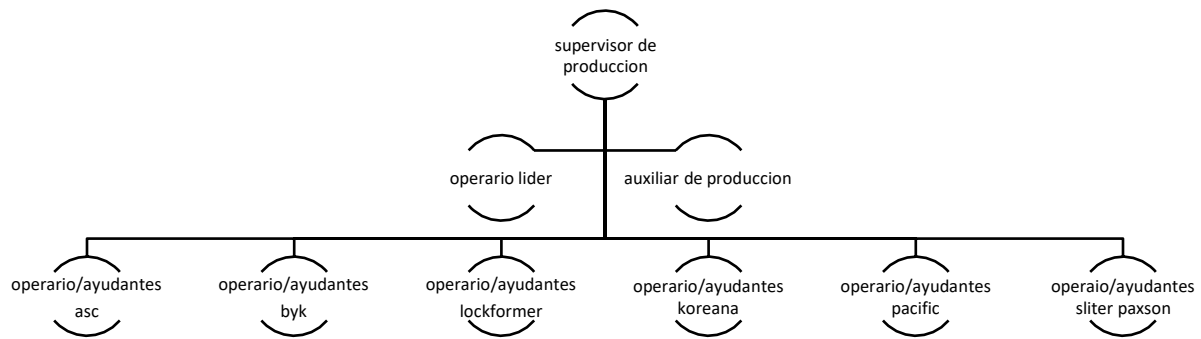 supervisor de
produccion
operario lider
auxiliar de produccion
operario/ayudantes
asc
operario/ayudantes
byk
operario/ayudantes
lockformer
operario/ayudantes
koreana
operario/ayudantes
pacific
operaio/ayudantes
sliter paxson